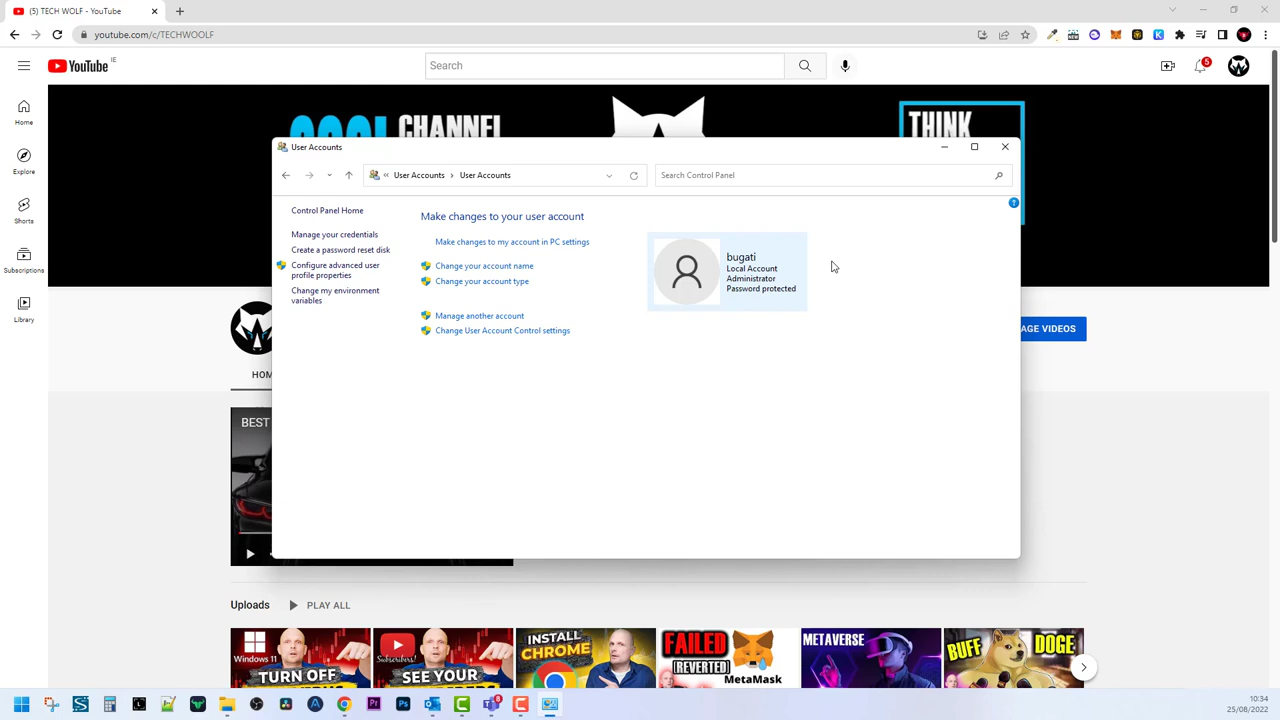 (5) TECH WOLF - YouTube
youtube.com/c/TECHWOOLF
YouTube IE
Search
5
Home
Explore
Shorts
Subscriptions
Library
COOL CHANNEL
THINK
User Accounts
User Accounts
User Accounts
Search Control Panel
Control Panel Home
Manage your credentials
Create a password reset disk
Configure advanced user
profile properties
Change my environment
variables
Make changes to your user account
Make changes to my account in PC settings
Change your account name
Change your account type
Manage another account
Change User Account Control settings
bugati
Local Account
Administrator
Password protected
AGE VIDEOS
HOM
BEST
Uploads
PLAY ALL
Windows 11
TURN OFF
Subscribers!
SEE YOUR
INSTALL
CHROME
FAILED
(REVERTED)
MetaMask
METAVERSE
BUFF DOGE
Pr
Ps
10:34
25/08/2022